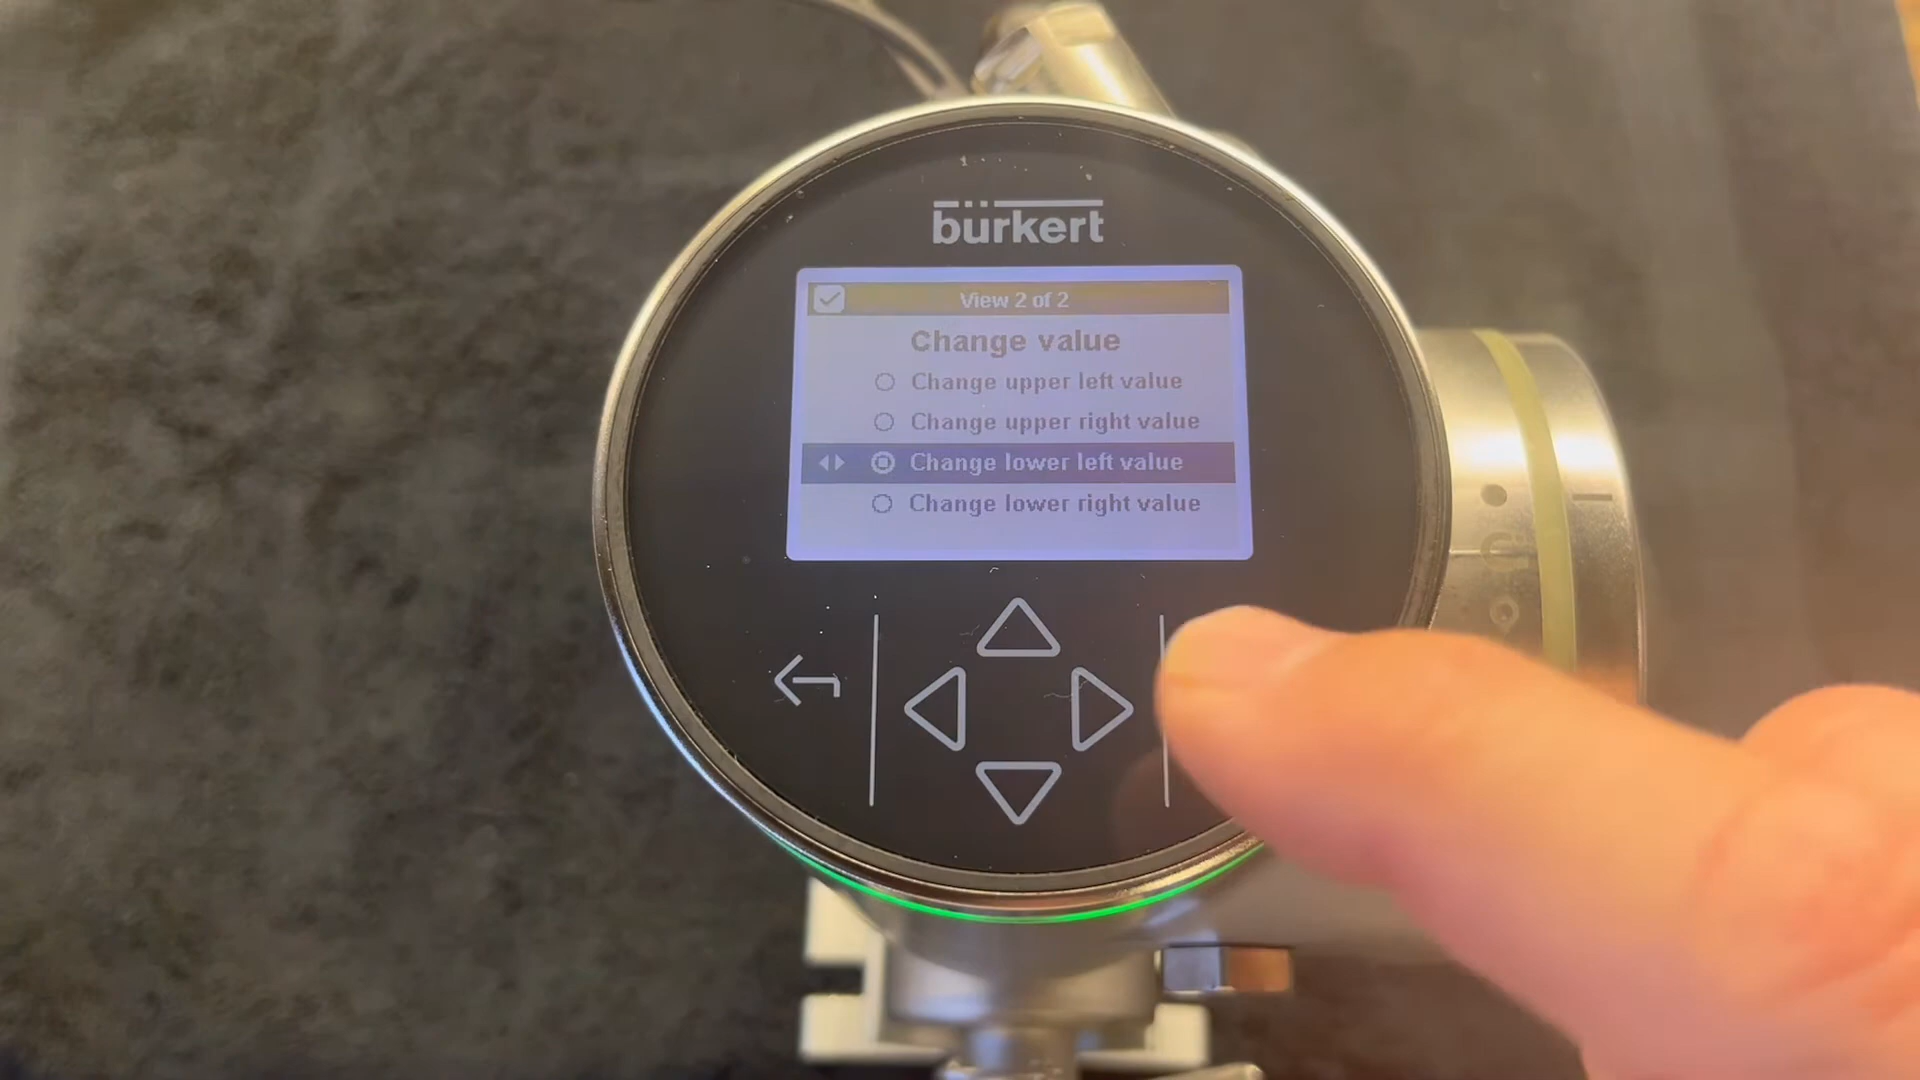 bürkert
View 2 of 2
Change value
Change upper left value
Change upper right value
Change lower left value
Change lower right value